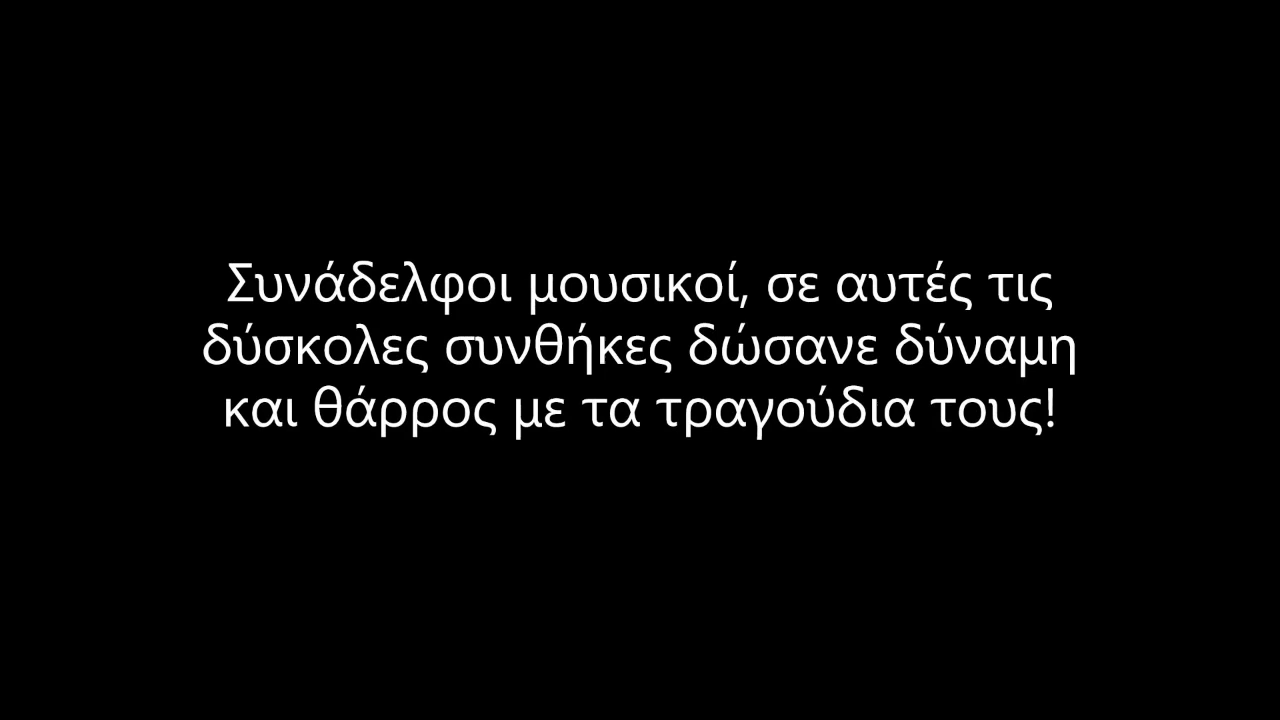 Συνάδελφοι μουσικοί, σε αυτές τις
δύσκολες συνθήκες δώσανε δύναμη
και θάρρος με τα τραγούδια τους!